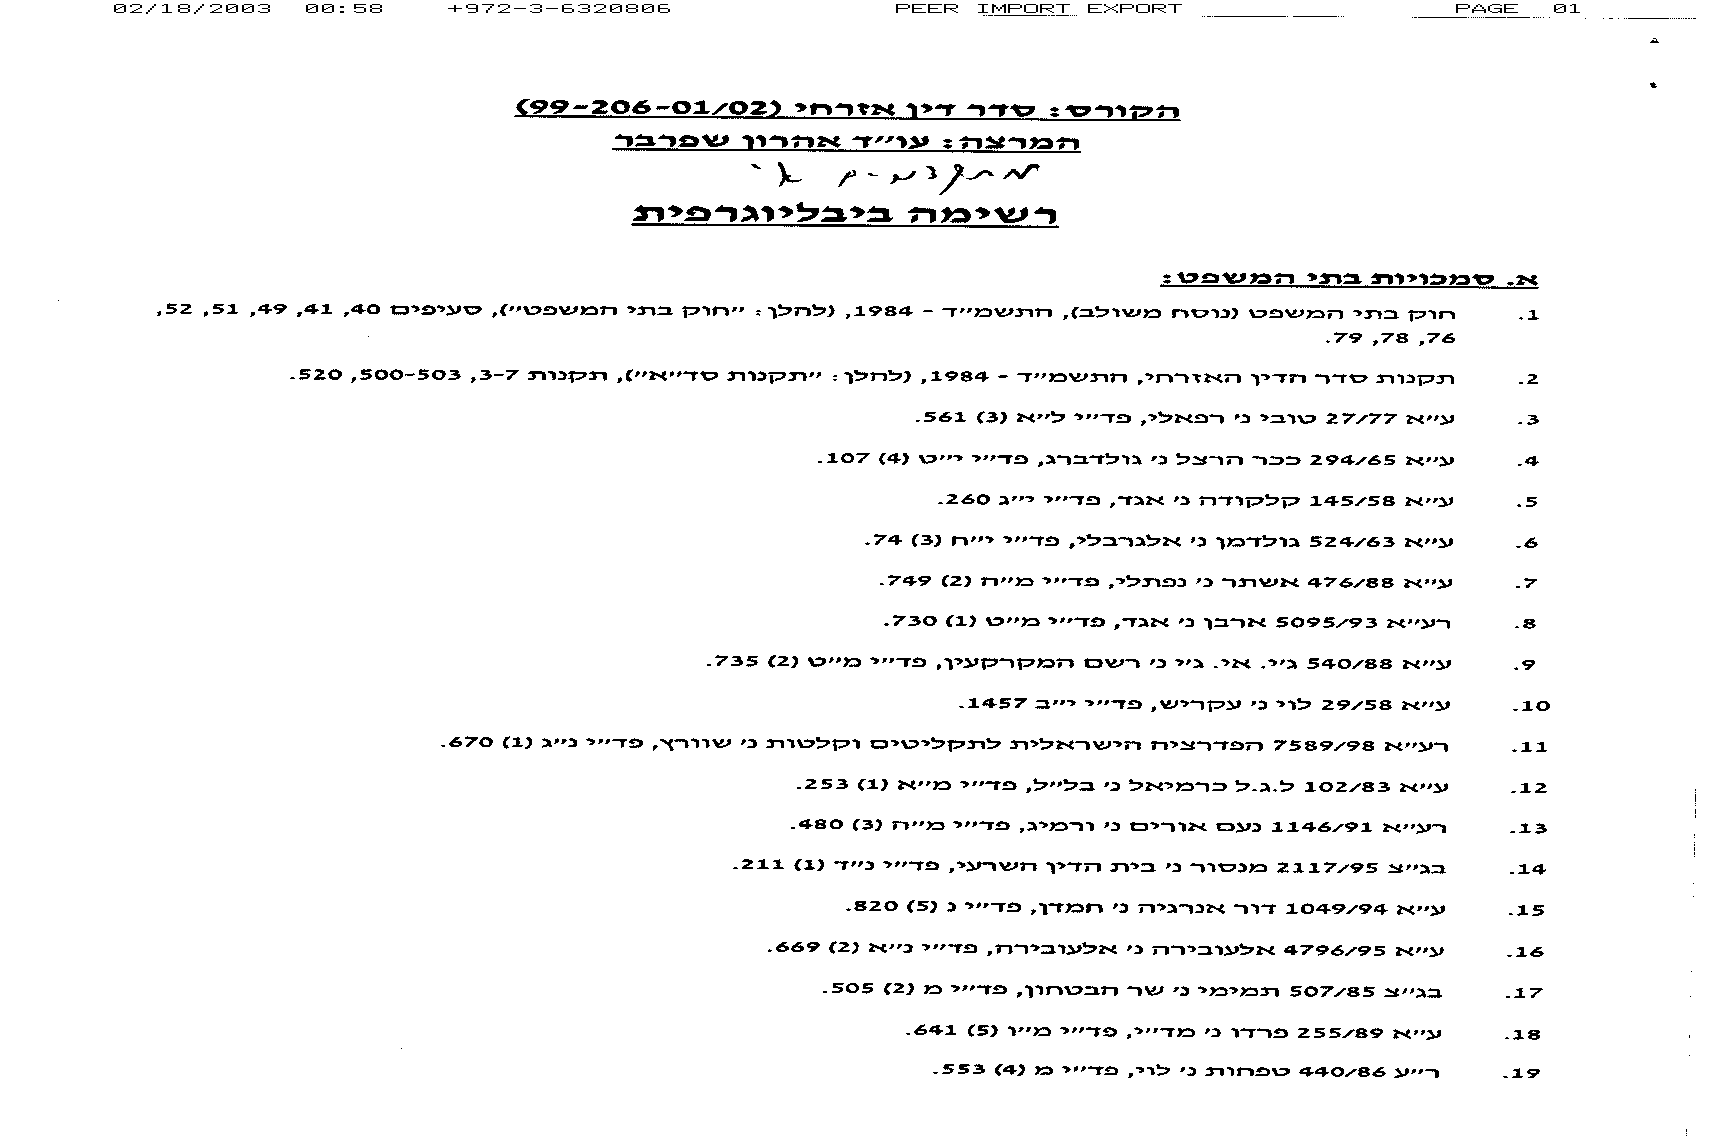 02/18/2003 00:58 +972-3-6320806 PEER IMPORT EXPORT PAGE 01
הקורס: סדר דין אזרחי (99-206-01/02)
המרצה: עו"ד אהרון שפרבר
מתקדמים א'
רשימה ביבליוגרפית
א. סמכויות בתי המשפט:
1. חוק בתי המשפט (נוסח משולב), התשמ"ד - 1984, (להלן: "חוק בתי המשפט"), סעיפים 40, 41, 49, 51, 52,
76, 78, 79.
2. תקנות סדר הדין האזרחי, התשמ"ד - 1984, (להלן: "תקנות סד"א"), תקנות 3-7, 500-503, 520.
3. ע"א 27/77 טובי נ' רפאלי, פד"י ל"א (3) 561.
4. ע"א 294/65 ככר הרצל נ' גולדברג, פד"י י"ט (4) 107.
5. ע"א 145/58 קלקודה נ' אגד, פד"י י"ג 260.
6. ע"א 524/63 גולדמן נ' אלגרבלי, פד"י י"ח (3) 74.
7. ע"א 476/88 אשתר נ' נפתלי, פד"י מ"ה (2) 749.
8. רע"א 5095/93 ארבן נ' אגד, פד"י מ"ט (1) 730.
9. ע"א 540/88 ג'י. אי. ג'י נ' רשם המקרקעין, פד"י מ"ט (2) 735.
10. ע"א 29/58 לוי נ' עקריש, פד"י י"ב 1457.
11. רע"א 7589/98 הפדרציה הישראלית לתקליטים וקלטות נ' שוורץ, פד"י נ"ג (1) 670.
12. ע"א 102/83 ל.ג.ל כרמיאל נ' בל"ל, פד"י מ"א (1) 253.
13. רע"א 1146/91 נעם אורים נ' ורמיג, פד"י מ"ה (3) 480.
14. בג"צ 2117/95 מנסור נ' בית הדין השרעי, פד"י נ"ד (1) 211.
15. ע"א 1049/94 דור אנרגיה נ' חמדן, פד"י נ (5) 820.
16. ע"א 4796/95 אלעובירה נ' אלעובירה, פד"י נ"א (2) 669.
17. בג"צ 507/85 תמימי נ' שר הבטחון, פד"י מ (2) 505.
18. ע"א 255/89 פרדו נ' מד"י, פד"י מ"ו (5) 641.
19. ר"ע 440/86 טפחות נ' לוי, פד"י מ (4) 553.